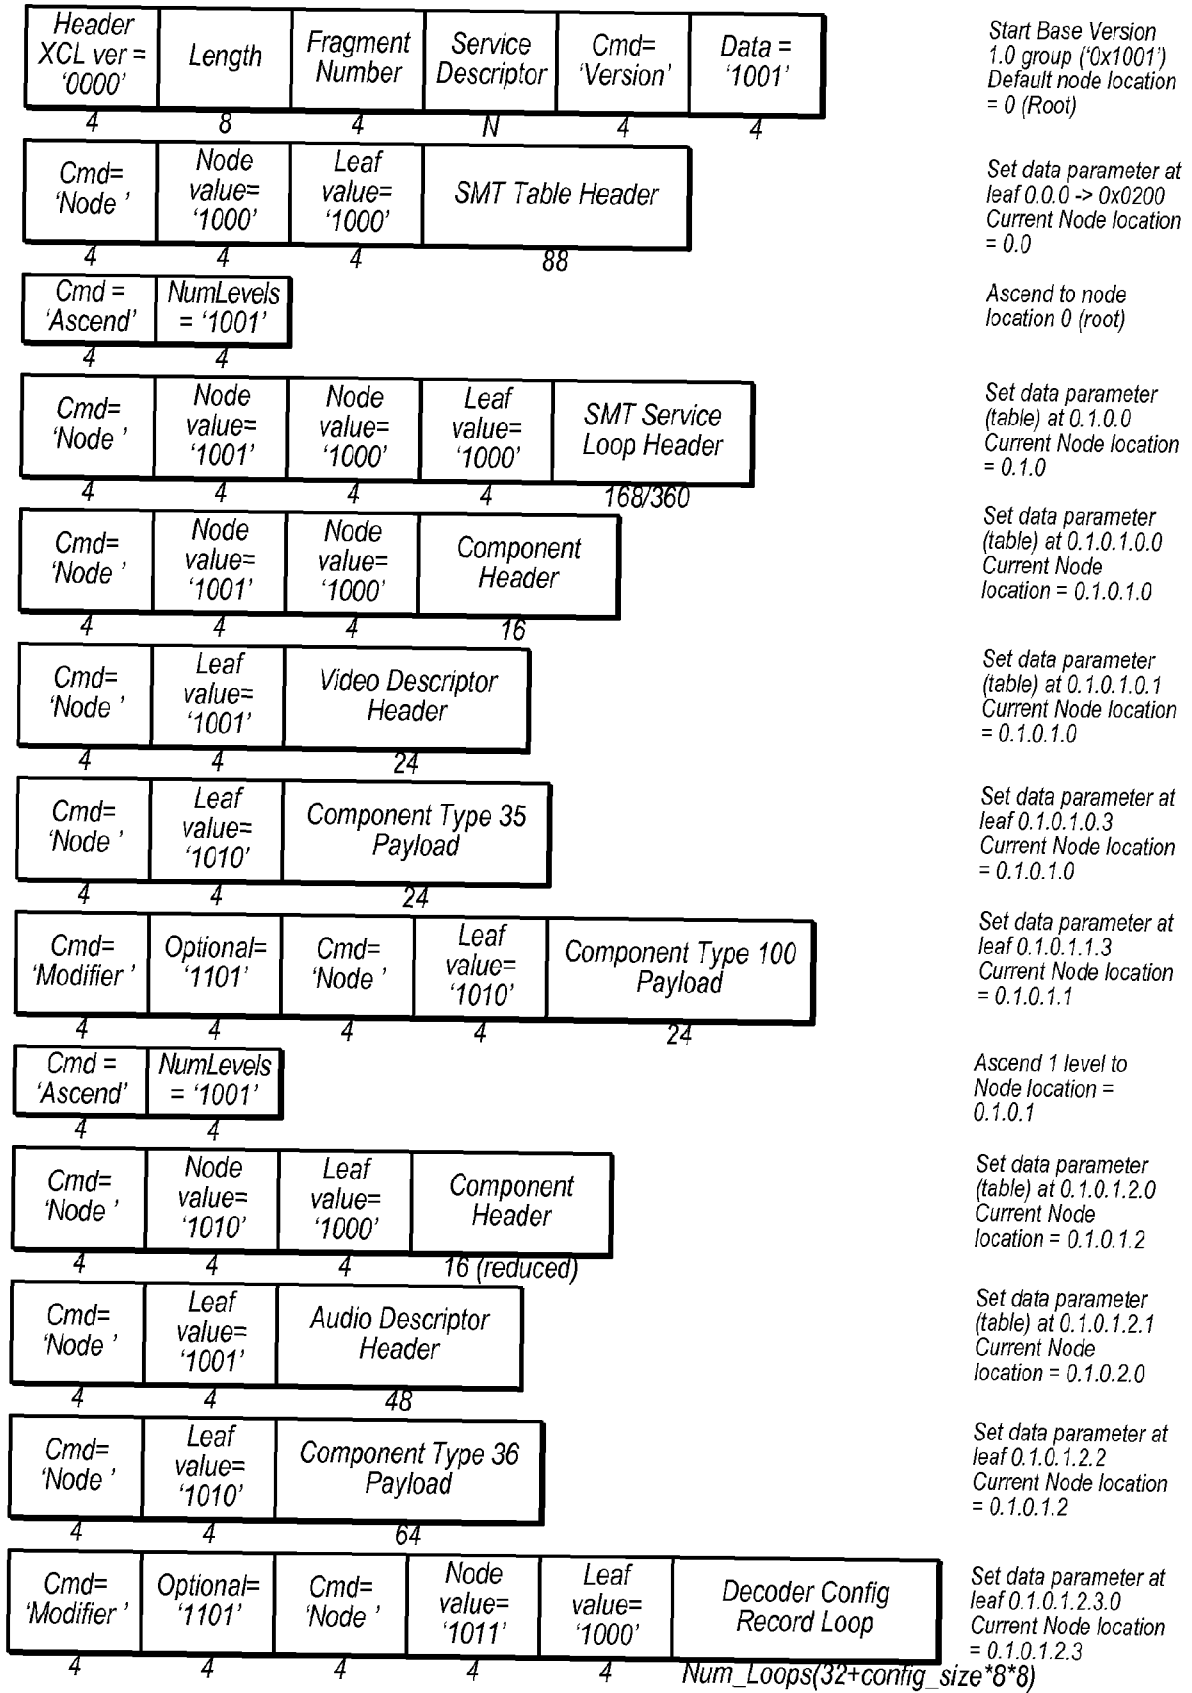 Header
XCL ver =
‘0000’
Length
Fragment
Number
Service
Descriptor
Cmd=
‘Version’
Data =
‘1001’
4
8
4
N
4
4
Start Base Version
1.0 group (‘0x1001’)
Default node location
= 0 (Root)
Cmd=
‘Node ’
Node
value=
‘1000’
Leaf
value=
‘1000’
SMT Table Header
4
4
4
88
Set data parameter at
leaf 0.0.0 -> 0x0200
Current Node location
= 0.0
Cmd =
‘Ascend’
NumLevels
= ‘1001’
4
4
Ascend to node
location 0 (root)
Cmd=
‘Node ’
Node
value=
‘1001’
Node
value=
‘1000’
Leaf
value=
‘1000’
SMT Service
Loop Header
4
4
4
4
168/360
Set data parameter
(table) at 0.1.0.0
Current Node location
= 0.1.0
Cmd=
‘Node ’
Node
value=
‘1001’
Node
value=
‘1000’
Component
Header
4
4
4
16
Set data parameter
(table) at 0.1.0.1.0.0
Current Node
location = 0.1.0.1.0
Cmd=
‘Node ’
Leaf
value=
‘1001’
Video Descriptor
Header
4
4
24
Set data parameter
(table) at 0.1.0.1.0.1
Current Node location
= 0.1.0.1.0
Cmd=
‘Node ’
Leaf
value=
‘1010’
Component Type 35
Payload
4
4
24
Set data parameter at
leaf 0.1.0.1.0.3
Current Node location
= 0.1.0.1.0
Cmd=
‘Modifier ’
Optional=
‘1101’
Cmd=
‘Node ’
Leaf
value=
‘1010’
Component Type 100
Payload
4
4
4
4
24
Set data parameter at
leaf 0.1.0.1.1.3
Current Node location
= 0.1.0.1.1
Cmd =
‘Ascend’
NumLevels
= ‘1001’
4
4
Ascend 1 level to
Node location =
0.1.0.1
Cmd=
‘Node ’
Node
value=
‘1010’
Leaf
value=
‘1000’
Component
Header
4
4
4
16 (reduced)
Set data parameter
(table) at 0.1.0.1.2.0
Current Node
location = 0.1.0.1.2
Cmd=
‘Node ’
Leaf
value=
‘1001’
Audio Descriptor
Header
4
4
48
Set data parameter
(table) at 0.1.0.1.2.1
Current Node
location = 0.1.0.2.0
Cmd=
‘Node ’
Leaf
value=
‘1010’
Component Type 36
Payload
4
4
64
Set data parameter at
leaf 0.1.0.1.2.2
Current Node location
= 0.1.0.1.2
Cmd=
‘Modifier ’
Optional=
‘1101’
Cmd=
‘Node ’
Node
value=
‘1011’
Leaf
value=
‘1000’
Decoder Config
Record Loop
4
4
4
4
4
Num_Loops(32+config_size*8*8)
Set data parameter at
leaf 0.1.0.1.2.3.0
Current Node location
= 0.1.0.1.2.3